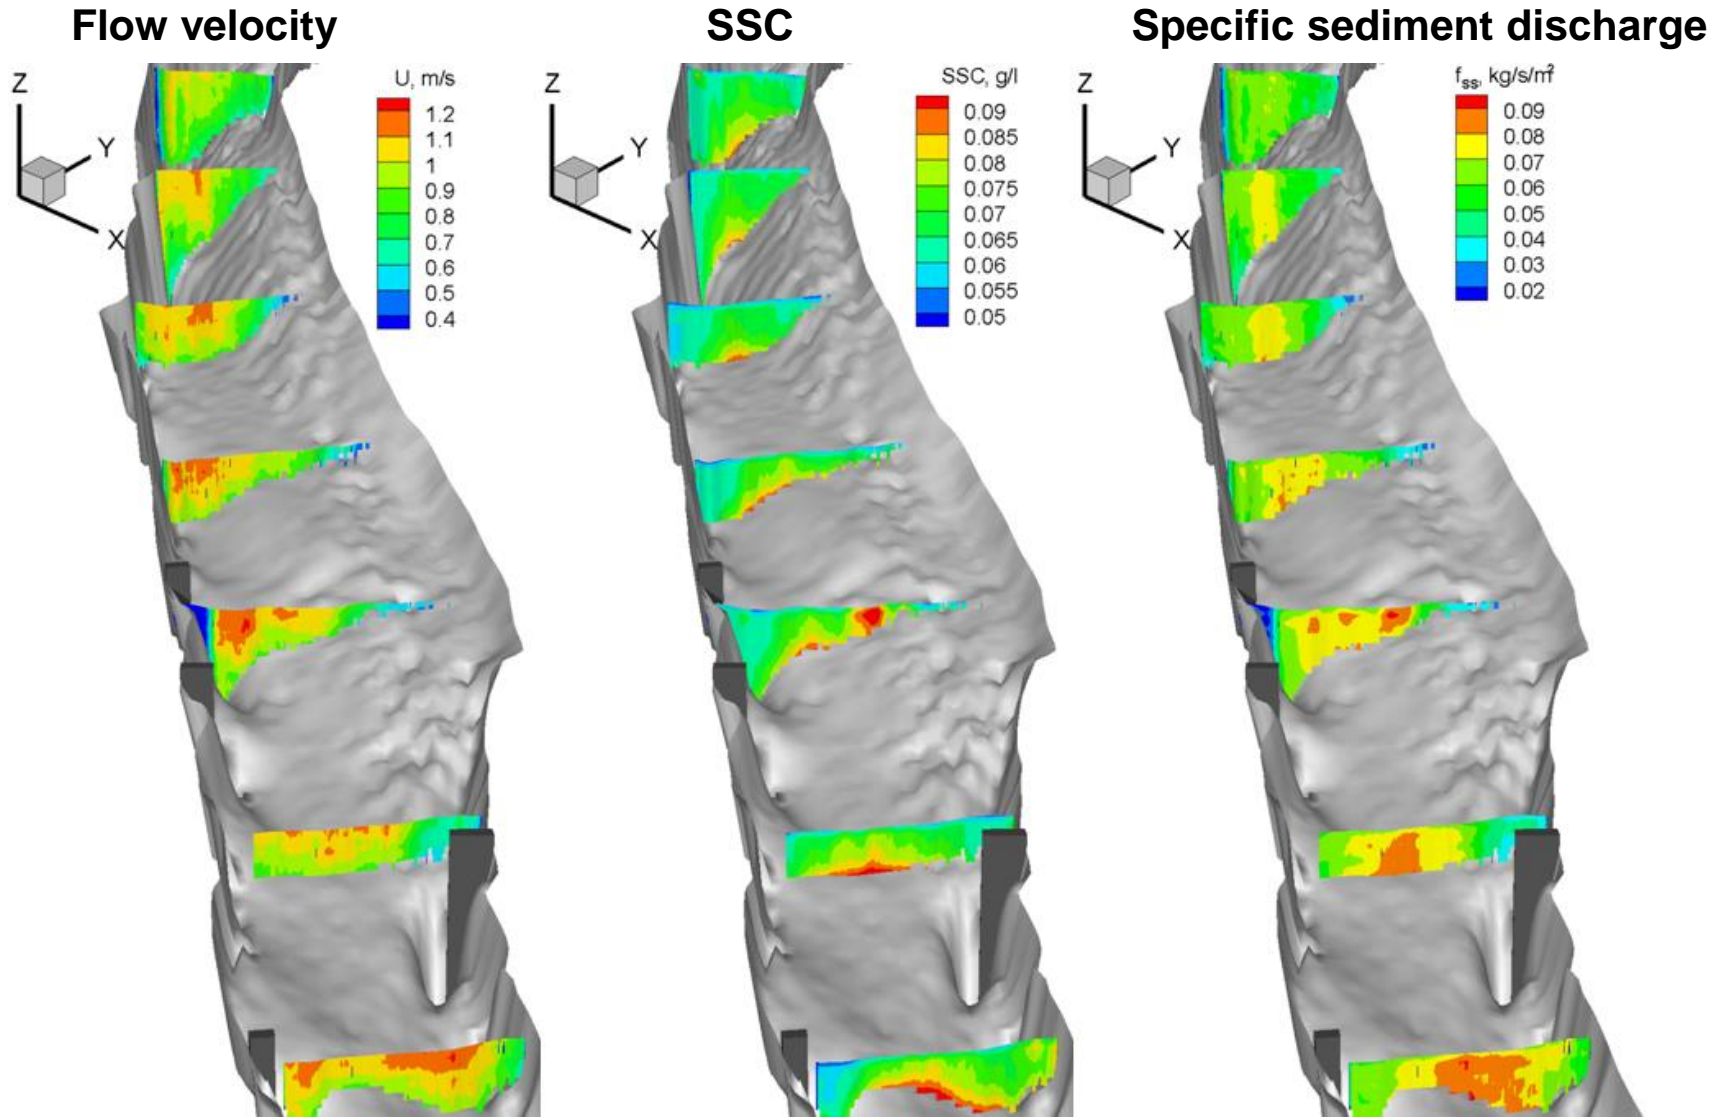 Flow velocity
SSC
Specific sediment discharge
Z
Y
X
U, m/s
1.2
1.1
1
0.9
0.8
0.7
0.6
0.5
0.4
Z
Y
X
SSC, g/l
0.09
0.085
0.08
0.075
0.07
0.065
0.06
0.055
0.05
Z
Y
X
fss, kg/s/m²
0.09
0.08
0.07
0.06
0.05
0.04
0.03
0.02